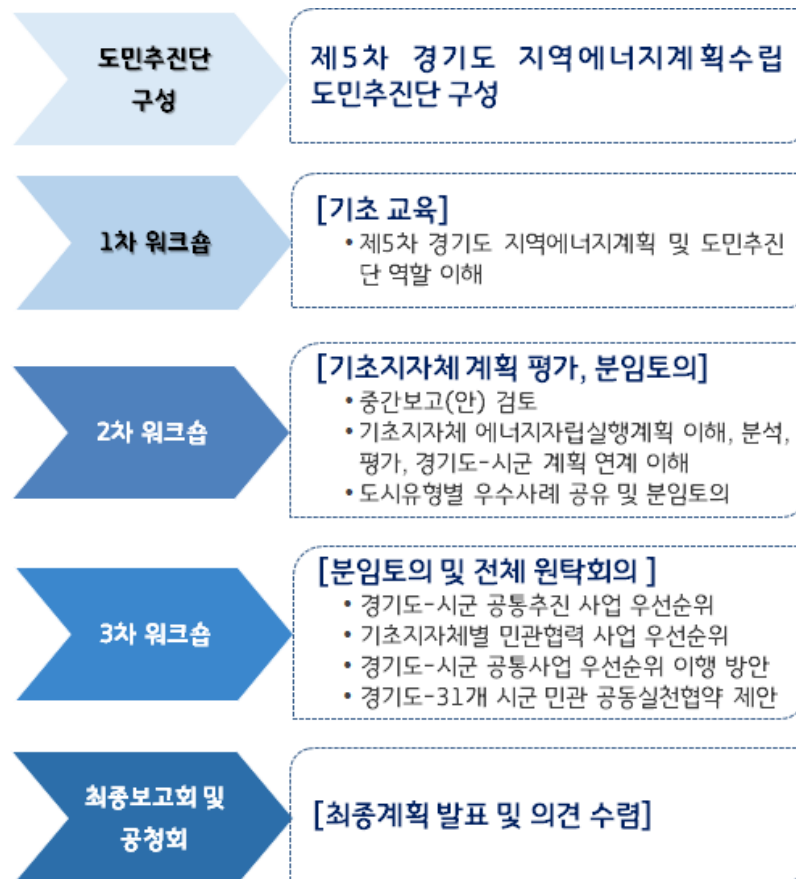 도민추진단
구성
제5차 경기도 지역에너지계획수립
도민추진단 구성
1차 워크숍
[기초 교육]
• 제5차 경기도 지역에너지계획 및 도민추진
단 역할 이해
2차 워크숍
[기초지자체 계획 평가, 분임토의]
• 중간보고(안) 검토
• 기초지자체 에너지자립실행계획 이해, 분석,
평가, 경기도-시군 계획 연계 이해
• 도시유형별 우수사례 공유 및 분임토의
3차 워크숍
[분임토의 및 전체 원탁회의 ]
• 경기도-시군 공통추진 사업 우선순위
• 기초지자체별 민관협력 사업 우선순위
• 경기도-시군 공통사업 우선순위 이행 방안
• 경기도-31개 시군 민관 공동실천협약 제안
최종보고회 및
공청회
[최종계획 발표 및 의견 수렴]